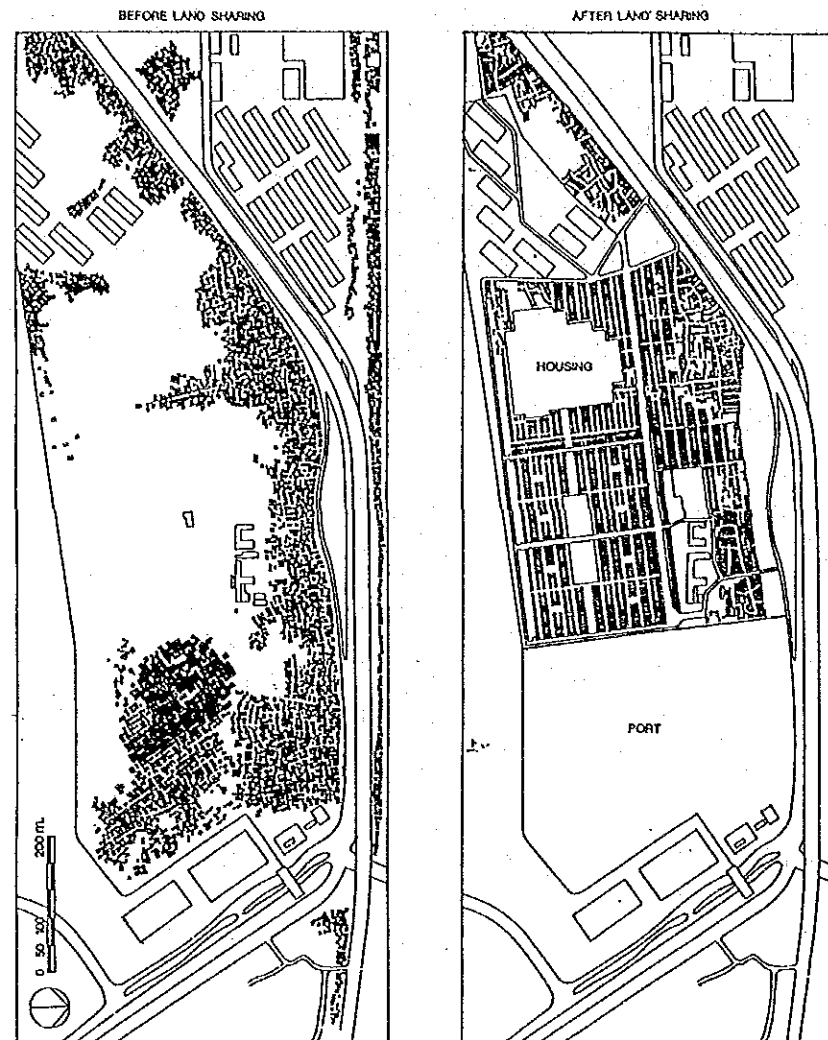 BEFORE LAND SHARING
AFTER LAND SHARING
HOUSING
PORT
0 50 100 200 m.